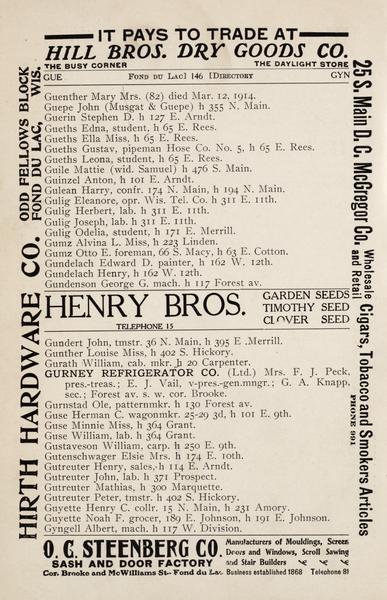 IT PAYS TO TRADE AT
HILL BROS. DRY GOODS CO.
THE BUSY CORNER THE DAYLIGHT STORE
GUE FOND DU LAC] 146 [DIRECTORY GYN
Guenther Mary Mrs. (82) died Mar. 12, 1914.
Guepe John (Musgat & Guepe) h 355 N. Main.
Guerin Stephen D. h 127 E. Arndt.
Gueths Edna, student, h 65 E. Rees.
Gueths Ella Miss, h 65 E. Rees.
Gueths Gustav, pipeman Hose Co. No. 5, h 65 E. Rees.
Gueths Leona, student, h 65 E. Rees.
Guile Mattie (wid. Samuel) h 476 S. Main.
Guinzel Anton, h 101 E. Arndt.
Gulean Harry, confr. 174 N. Main, h 194 N. Main.
Gulig Eleanore, opr. Wis. Tel. Co. h 311 E. 11th.
Gulig Herbert, lab. h 311 E. 11th.
Gulig Joseph, lab. h 311 E. 11th.
Gulig Odelia, student, h 171 E. Merrill.
Gumz Alvina L. Miss, h 223 Linden.
Gumz Otto E. foreman, 66 S. Macy, h 63 E. Cotton.
Gundelach Edward D. painter, h 162 W. 12th.
Gundelach Henry, h 162 W. 12th.
Gundenson George G. mach. h 117 Forest av.
HENRY BROS. GARDEN SEEDS
TIMOTHY SEED
CLOVER SEED
TELEPHONE 15
Gundert John, tmstr. 36 N. Main, h 395 E .Merrill.
Gunther Louise Miss, h 402 S. Hickory.
Gurath William, cab. mkr. h 20 Carpenter.
GURNEY REFRIGERATOR CO. (Ltd.) Mrs. F. J. Peck,
pres.-treas.; E. J. Vail, v-pres.-gen.mngr.; G. A. Knapp,
sec.; Forest av. s. w. cor. Brooke.
Gurnstad Ole, patternmkr. h 130 Forest av.
Guse Herman C. wagonmkr. 25-29 3d, h 101 E. 9th.
Guse Minnie Miss, h 364 Grant.
Guse William, lab. h 364 Grant.
Gustaveson William, carp. h 250 E. 9th.
Gutenschwager Elsie Mrs. h 174 E. 10th.
Gutreuter Henry, sales, h 114 E. Arndt.
Gutreuter John, lab. h 371 Prospect.
Gutreuter Mathias, h 300 Marquette.
Gutreuter Peter, tmstr. h 402 S. Hickory.
Guyette Henry C. collr. 15 N. Main, h 231 Amory.
Guyette Noah F. grocer, 189 E. Johnson, h 191 E. Johnson.
Gyngell Albert, mach. h 117 W. Division.
O. C. STEENBERG CO.
SASH AND DOOR FACTORY
Cor. Brooke and McWilliams St. Fond du Lac
Manufacturers of Mouldings, Screen
Doors and Windows, Scroll Sawing
and Stair Builders
Business established 1868 Telephone 81
HIRTH HARDWARE CO.
ODD FELLOWS BLOCK
FOND DU LAC, WIS.
25 S. Main D. C. McGregor Co. Wholesale and Retail Cigars, Tobacco and Smokers Articles
PHONE 991